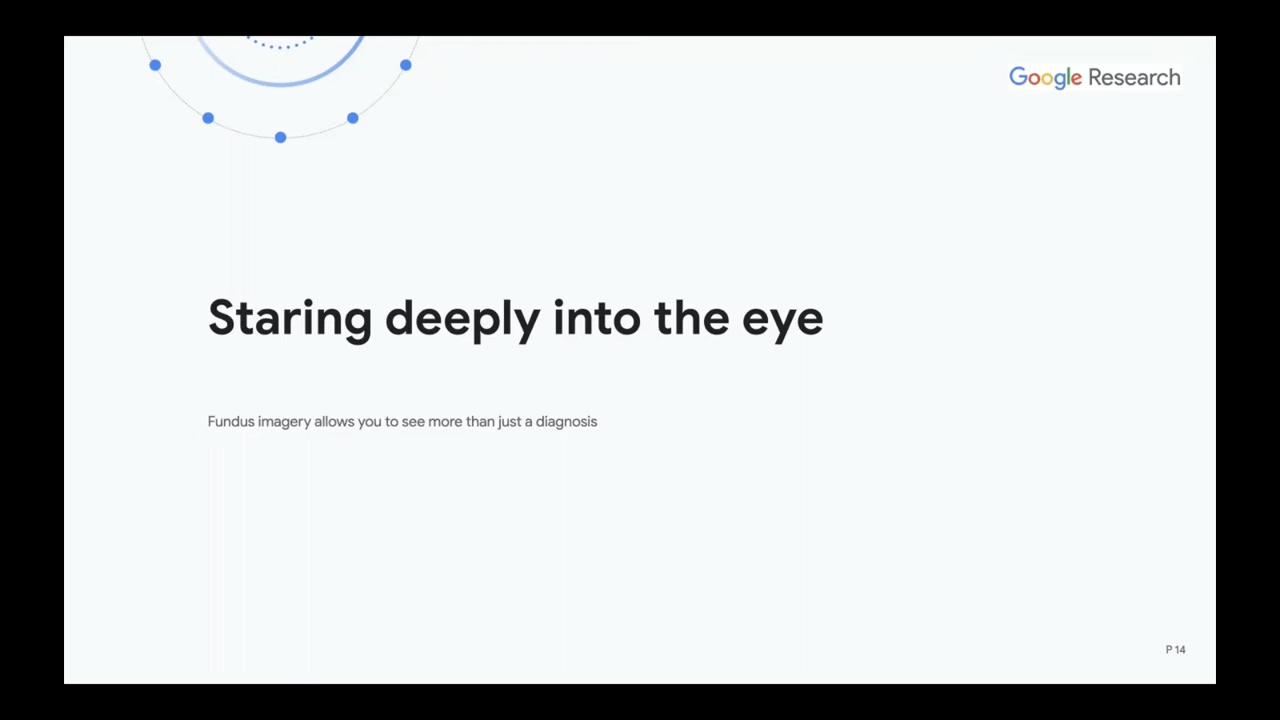 Google Research
Staring deeply into the eye
Fundus imagery allows you to see more than just a diagnosis
P 14